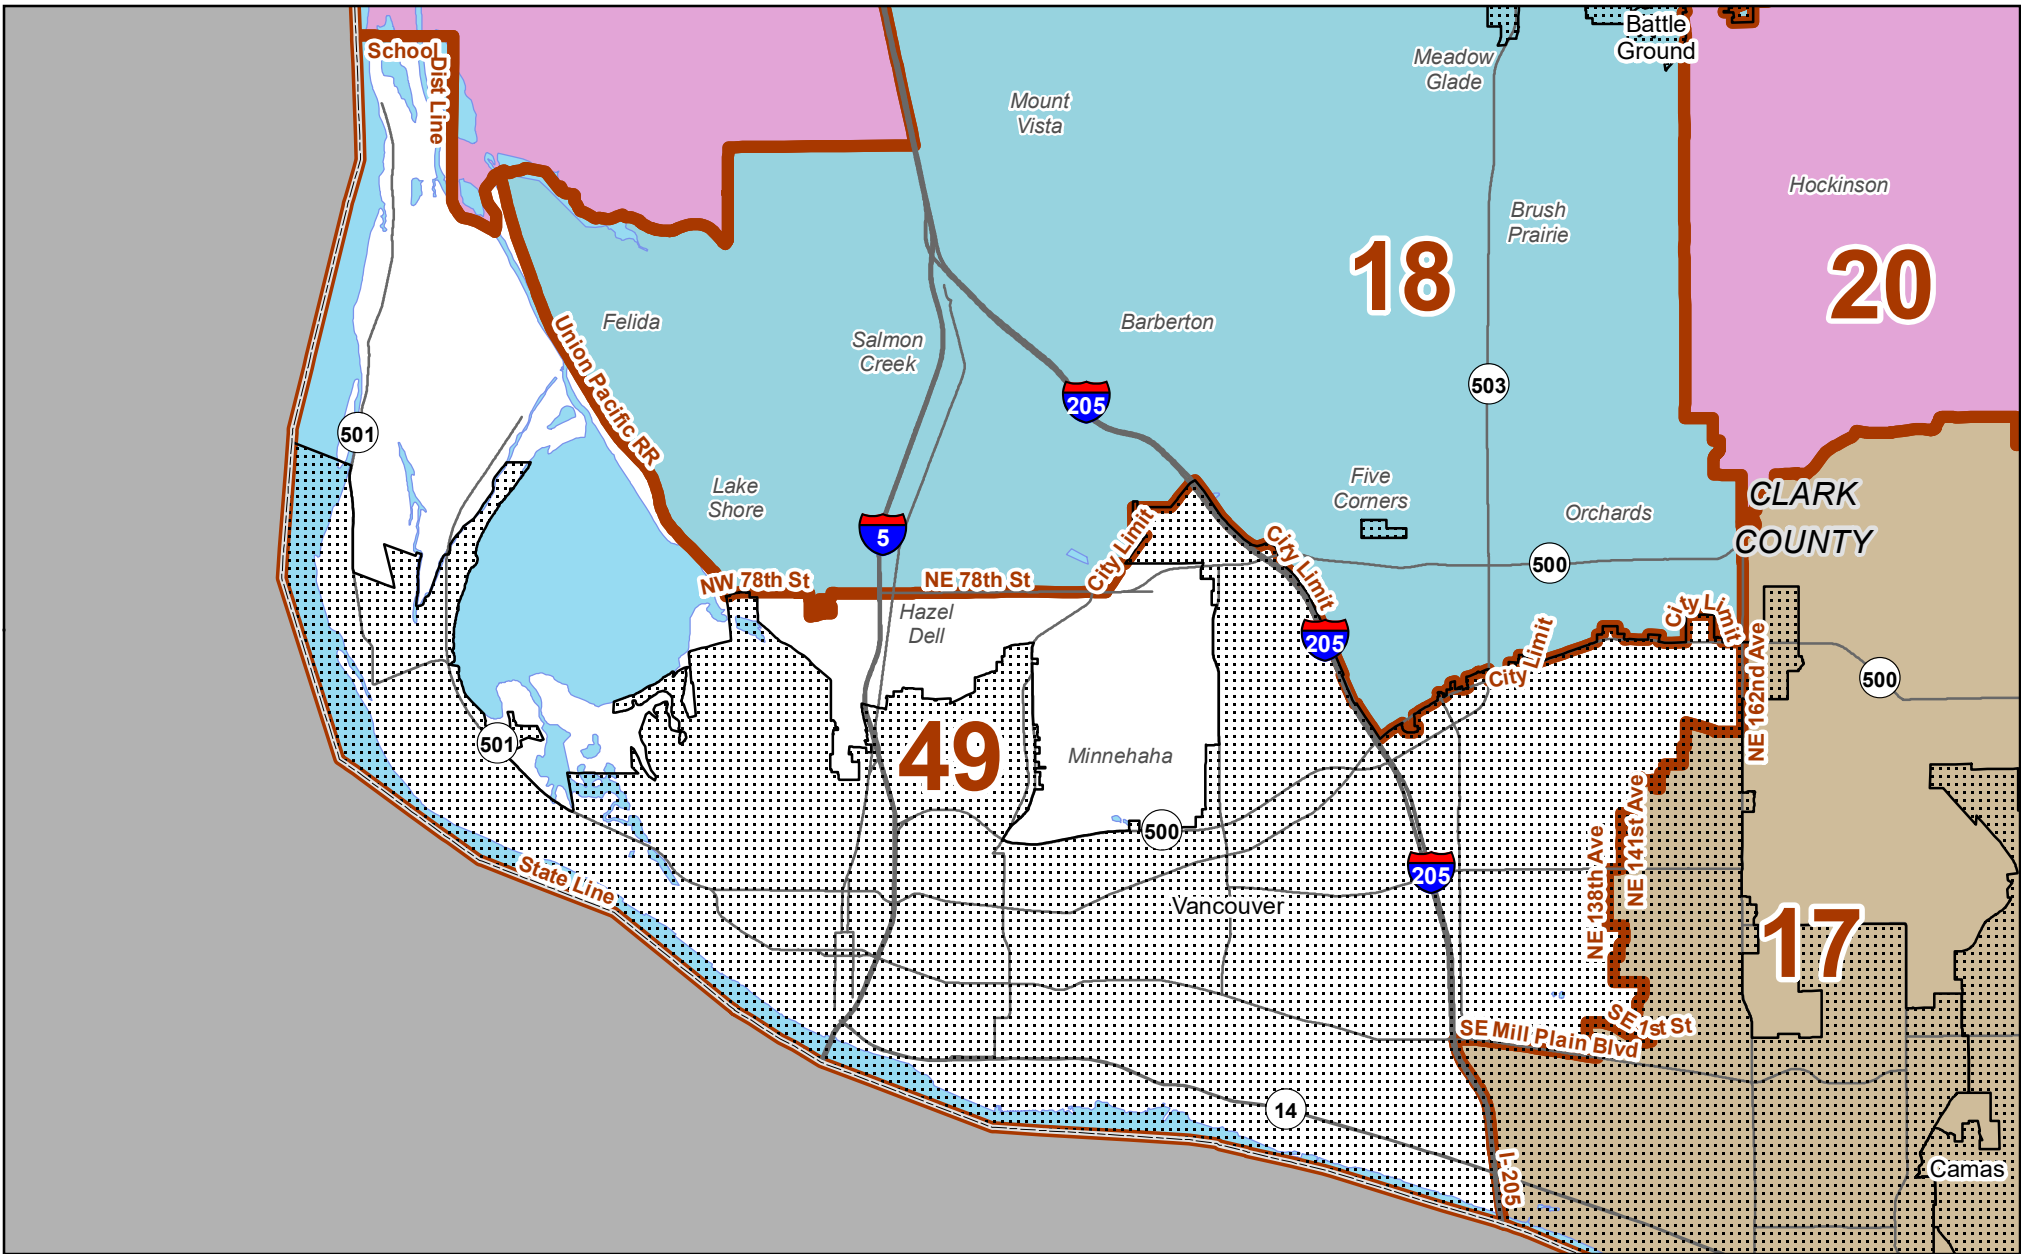 School
Dist Line
Battle
Ground
Meadow
Glade
Mount
Vista
Hockinson
Brush
Prairie
18
20
Felida
Union Pacific RR
Salmon
Creek
Barberton
503
205
501
Lake
Shore
Five
Corners
Orchards
CLARK
COUNTY
5
City Limit
City Limit
500
NW 78th St
NE 78th St
Hazel
Dell
205
City Limit
City Limit
NE 162nd Ave
500
501
49
Minnehaha
500
NE 138th Ave
NE 141st Ave
205
State Line
Vancouver
17
SE 1st St
SE Mill Plain Blvd
14
I-205
Camas